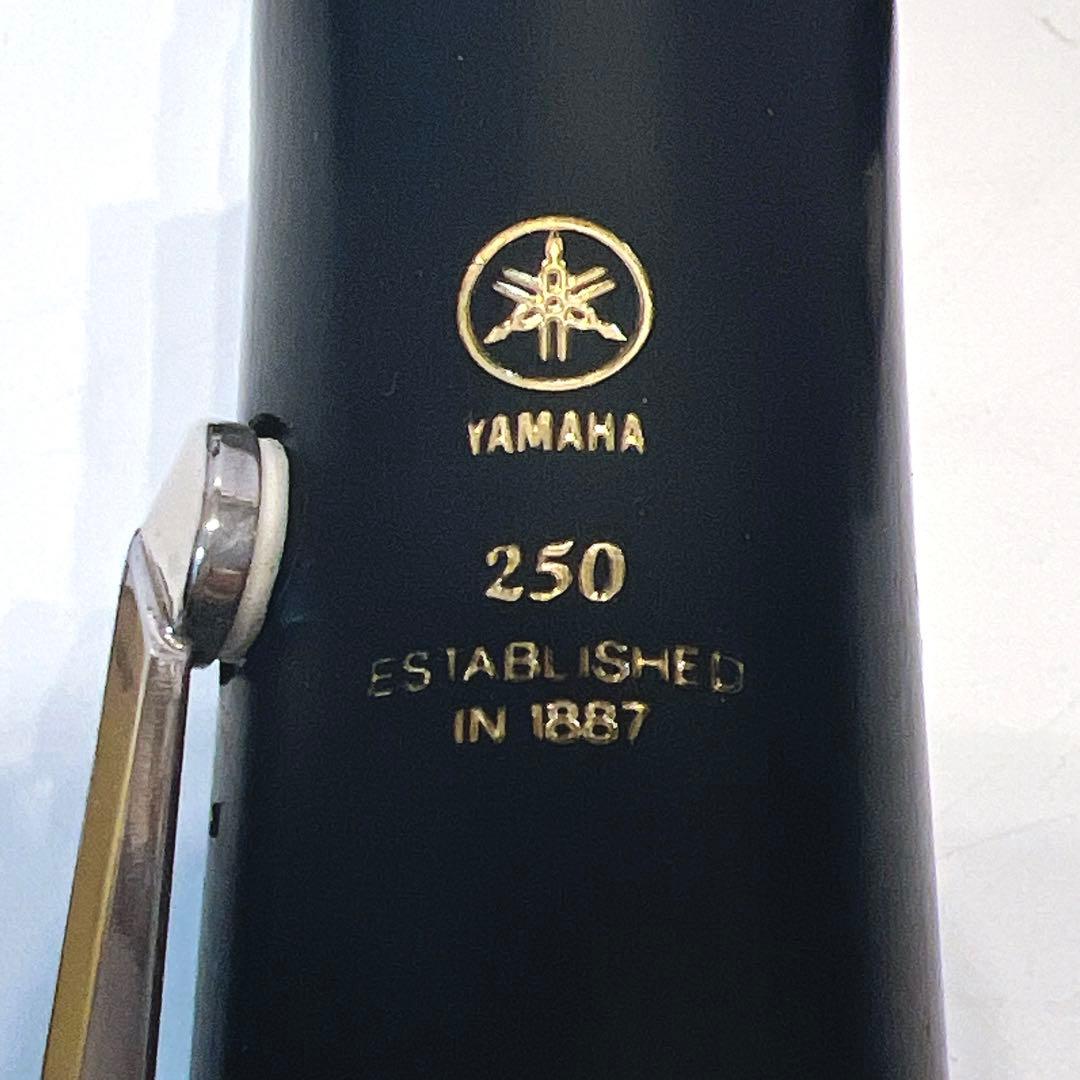 YAMAHA
250
ESTABLISHED
IN 1887